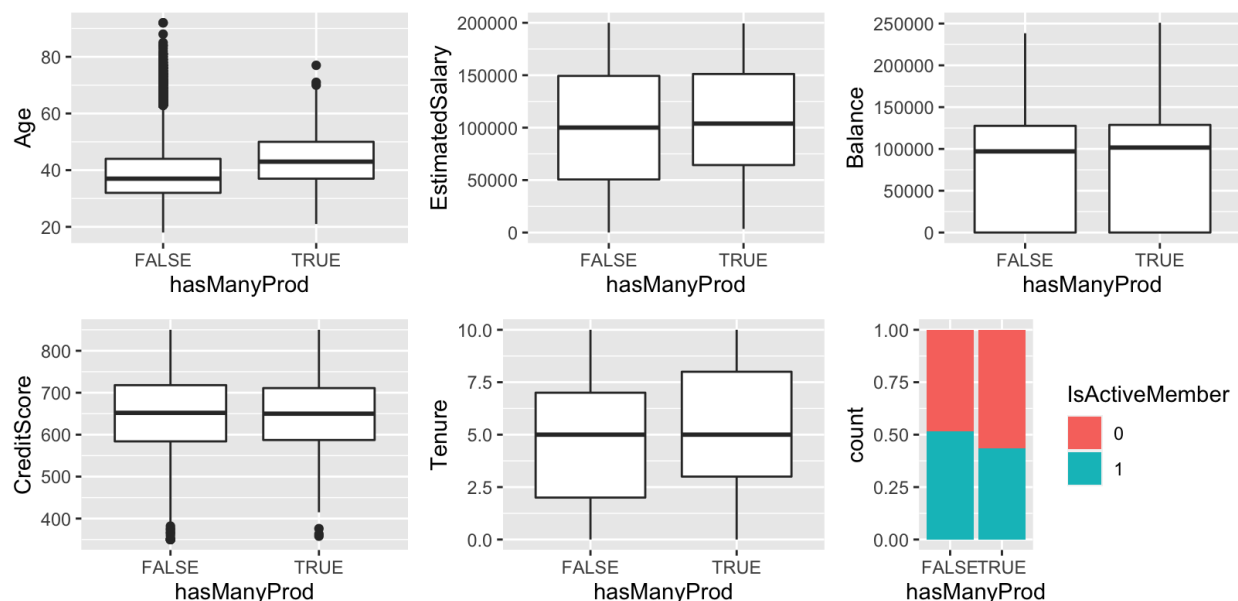 Age
80
60
40
20
FALSE TRUE
hasManyProd
EstimatedSalary
200000
150000
100000
50000
0
FALSE TRUE
hasManyProd
Balance
250000
200000
150000
100000
50000
0
FALSE TRUE
hasManyProd
CreditScore
800
700
600
500
400
FALSE TRUE
hasManyProd
Tenure
10.0
7.5
5.0
2.5
0.0
FALSE TRUE
hasManyProd
count
1.00
0.75
0.50
0.25
0.00
FALSE TRUE
hasManyProd
IsActiveMember
0
1